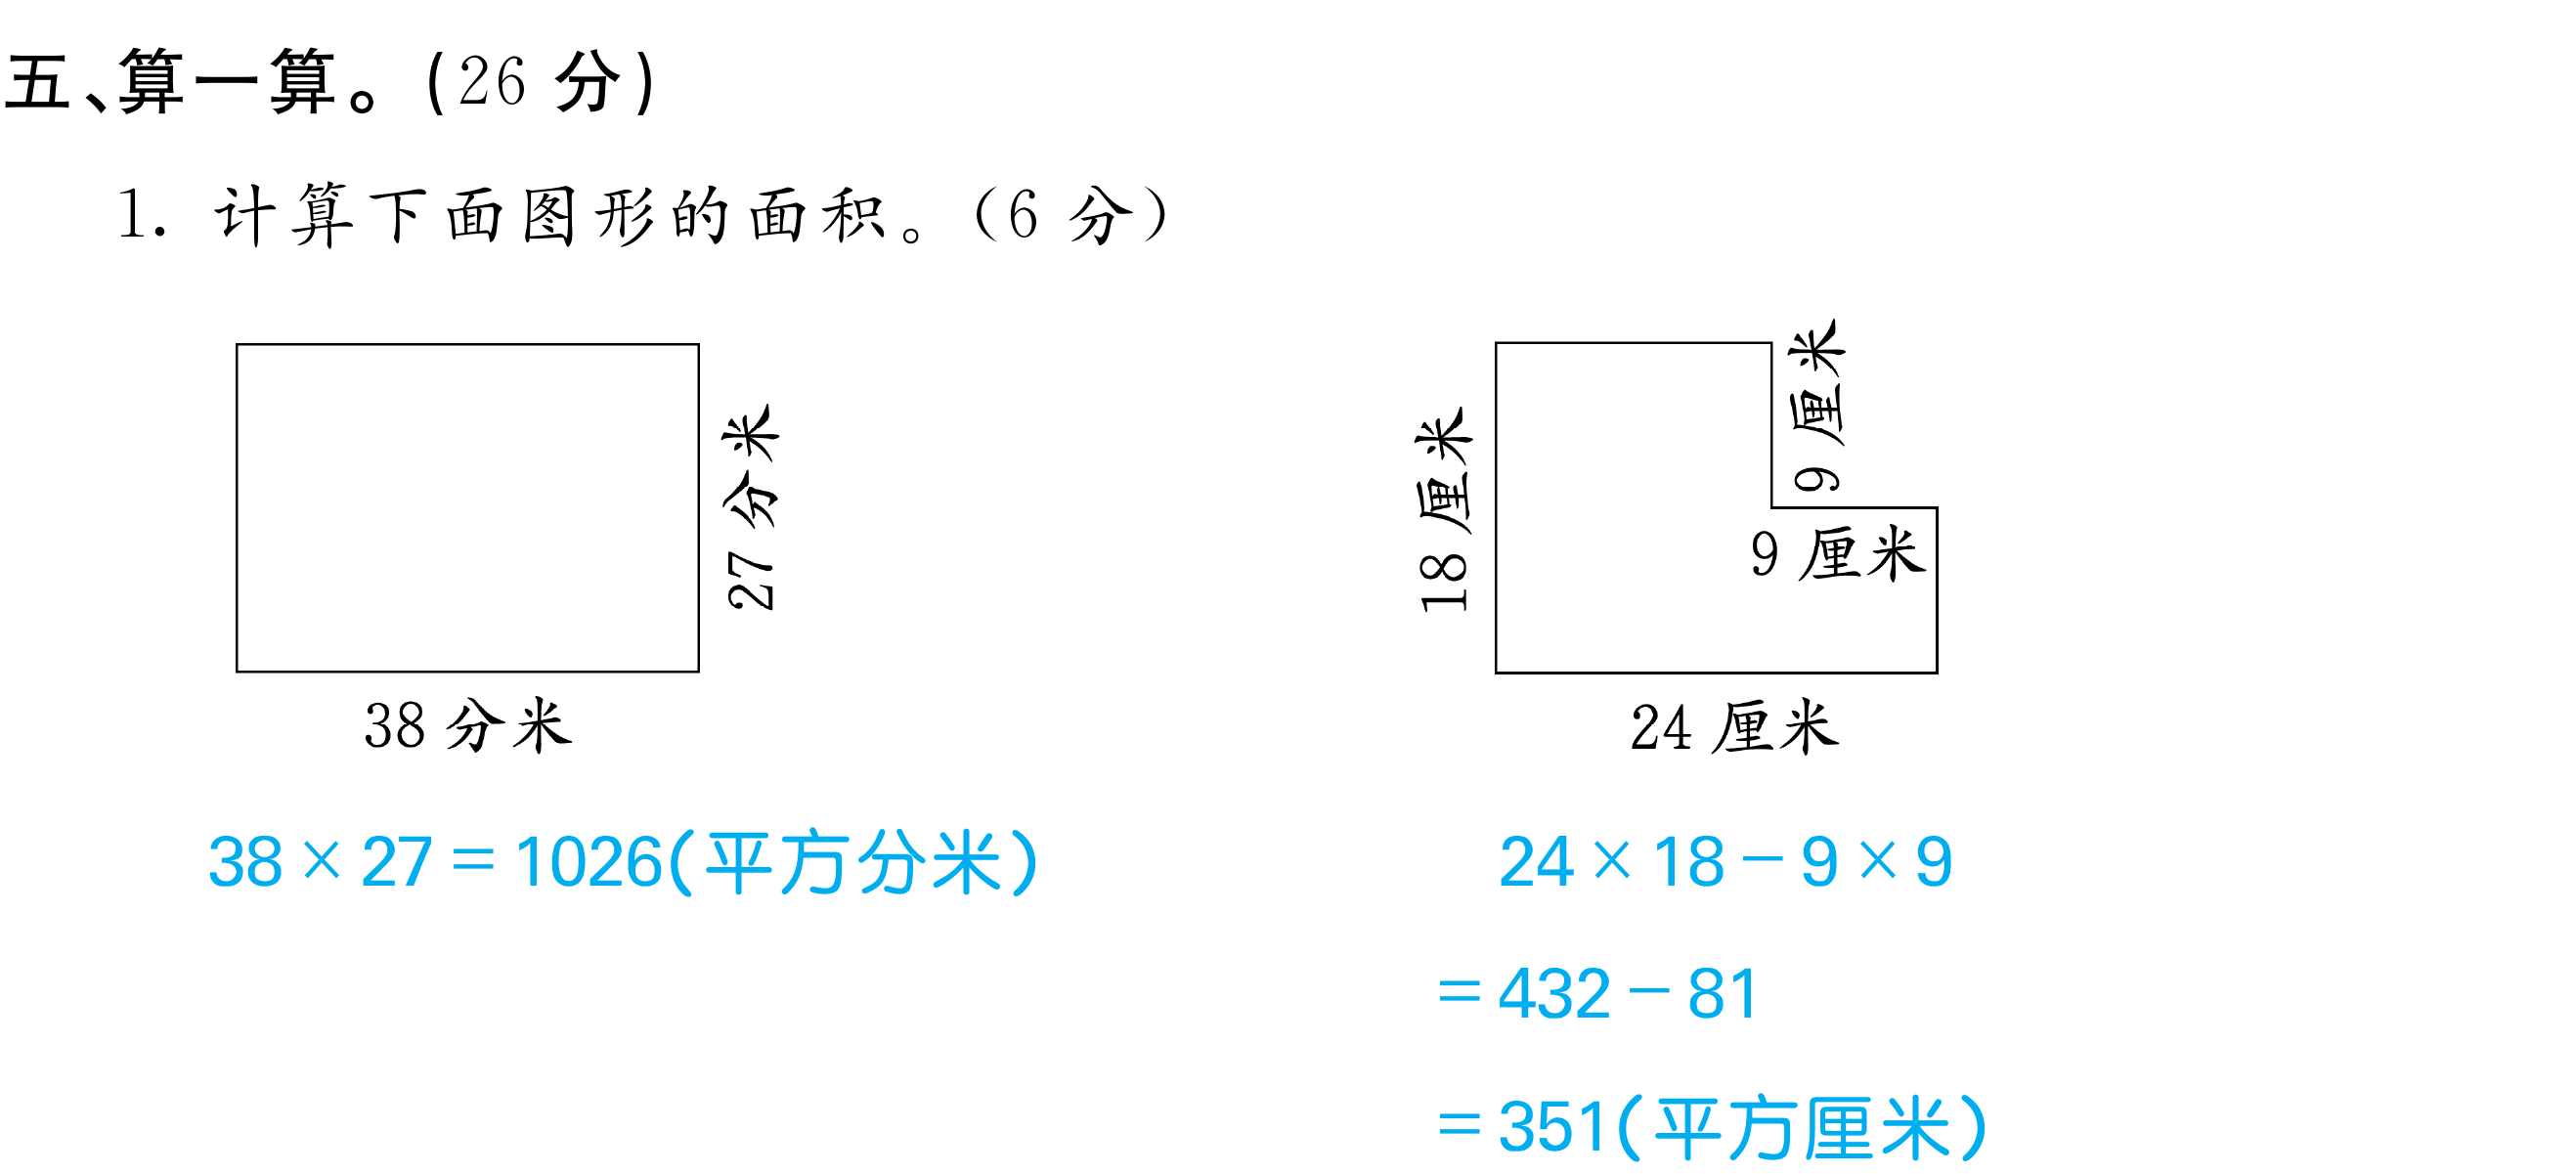 五、算一算。(26 分)
1. 计算下面图形的面积。(6 分)
27 分米
38 分米
18 厘米
9 厘米
9 厘米
24 厘米
38 × 27 = 1026(平方分米)
24 × 18 - 9 × 9
= 432 - 81
= 351(平方厘米)